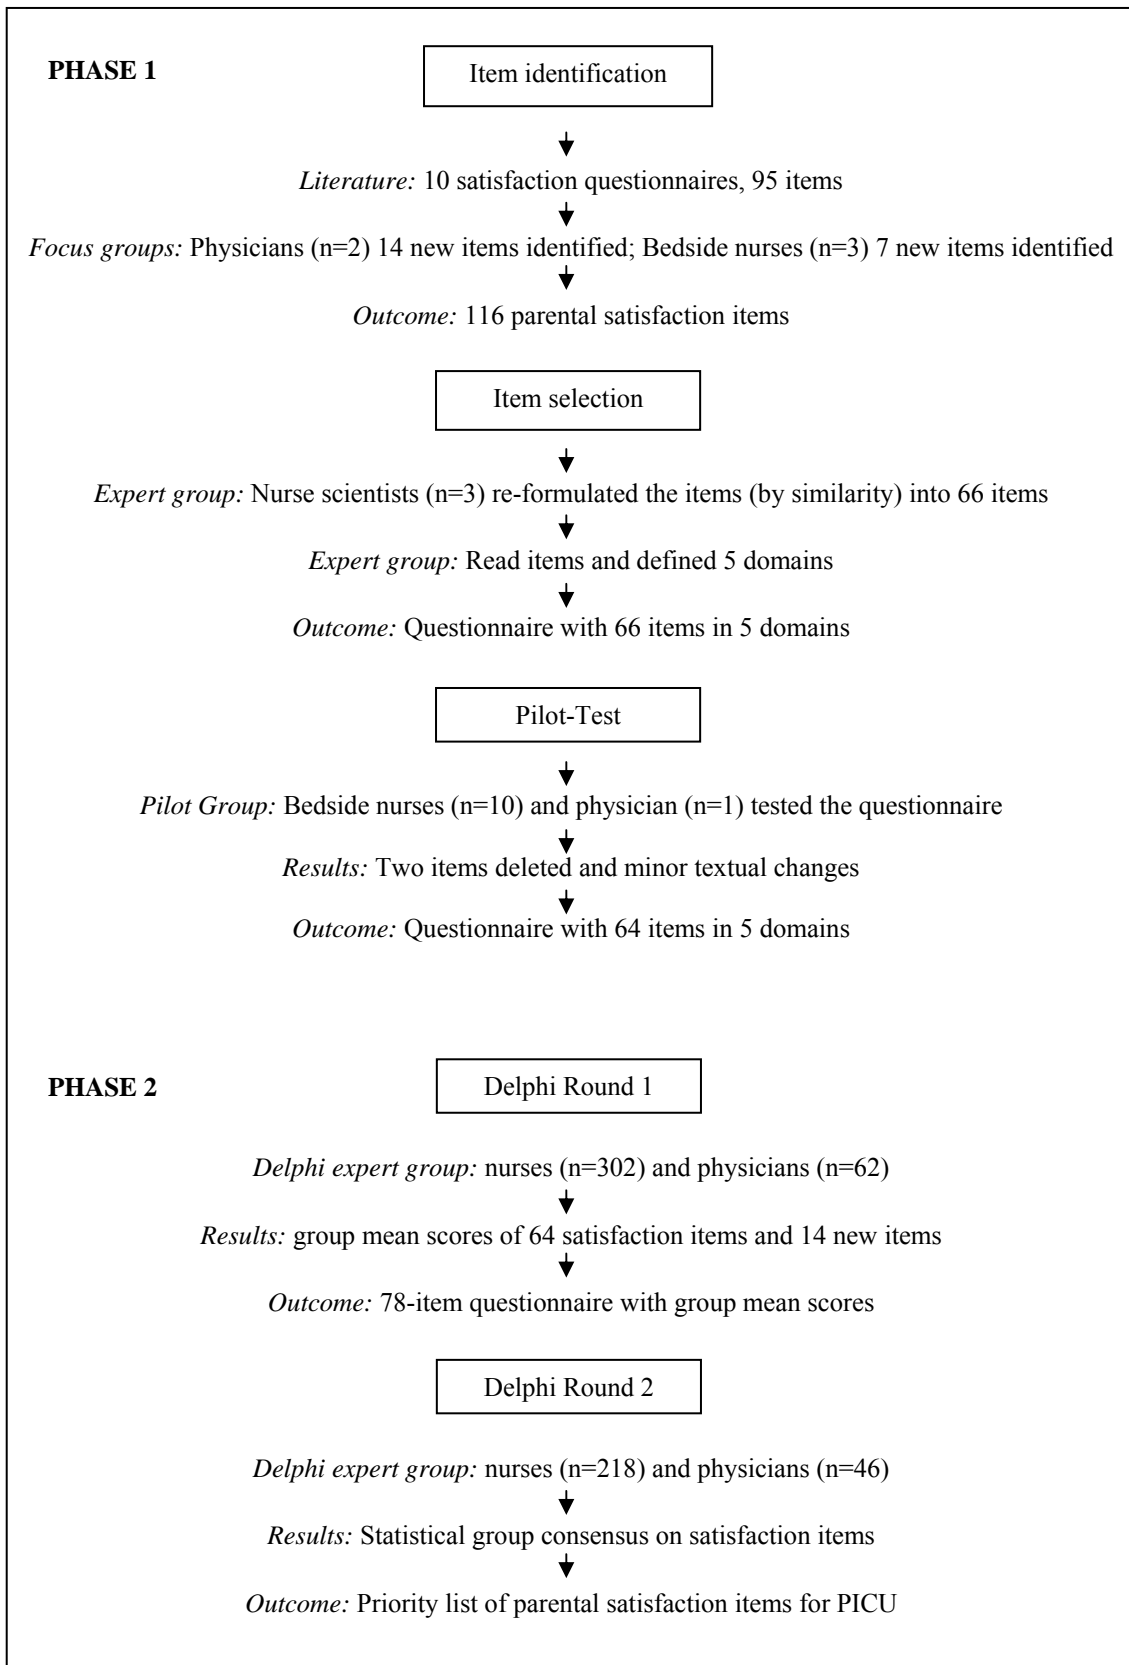 PHASE 1
Item identification
Literature: 10 satisfaction questionnaires, 95 items
Focus groups: Physicians (n=2) 14 new items identified; Bedside nurses (n=3) 7 new items identified
Outcome: 116 parental satisfaction items
Item selection
Expert group: Nurse scientists (n=3) re-formulated the items (by similarity) into 66 items
Expert group: Read items and defined 5 domains
Outcome: Questionnaire with 66 items in 5 domains
Pilot-Test
Pilot Group: Bedside nurses (n=10) and physician (n=1) tested the questionnaire
Results: Two items deleted and minor textual changes
Outcome: Questionnaire with 64 items in 5 domains
PHASE 2
Delphi Round 1
Delphi expert group: nurses (n=302) and physicians (n=62)
Results: group mean scores of 64 satisfaction items and 14 new items
Outcome: 78-item questionnaire with group mean scores
Delphi Round 2
Delphi expert group: nurses (n=218) and physicians (n=46)
Results: Statistical group consensus on satisfaction items
Outcome: Priority list of parental satisfaction items for PICU